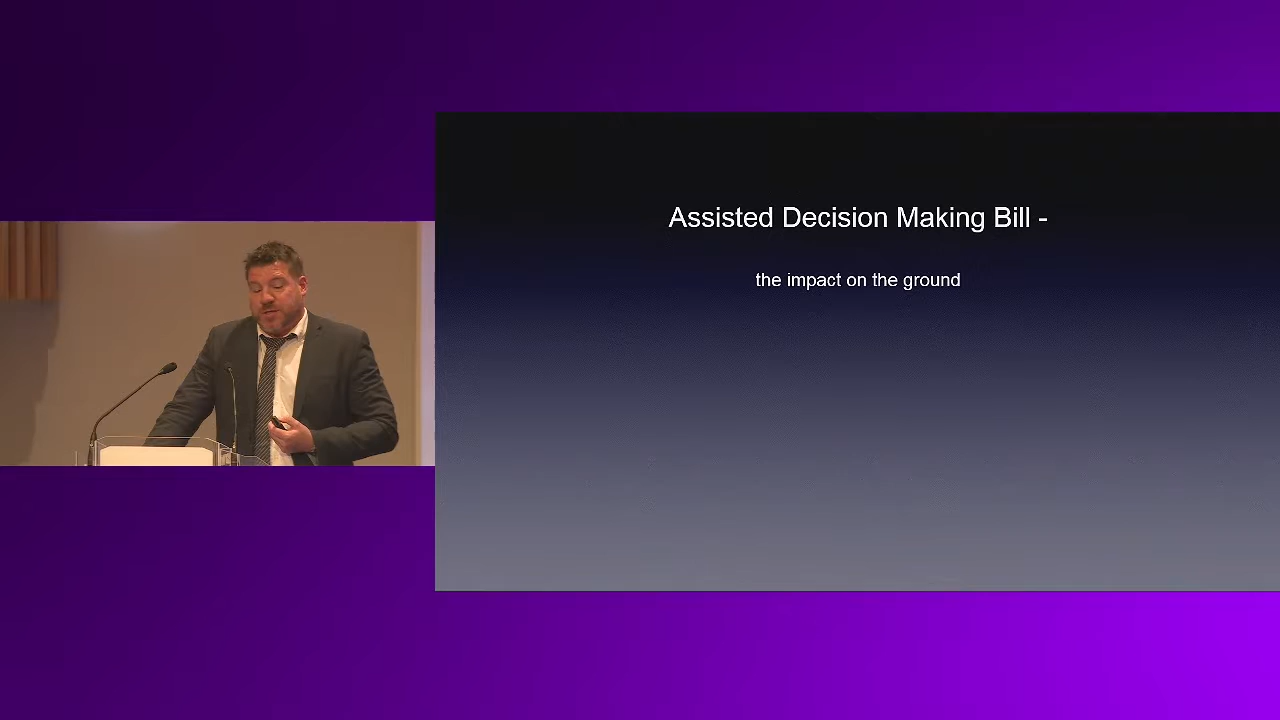 Assisted Decision Making Bill -
the impact on the ground